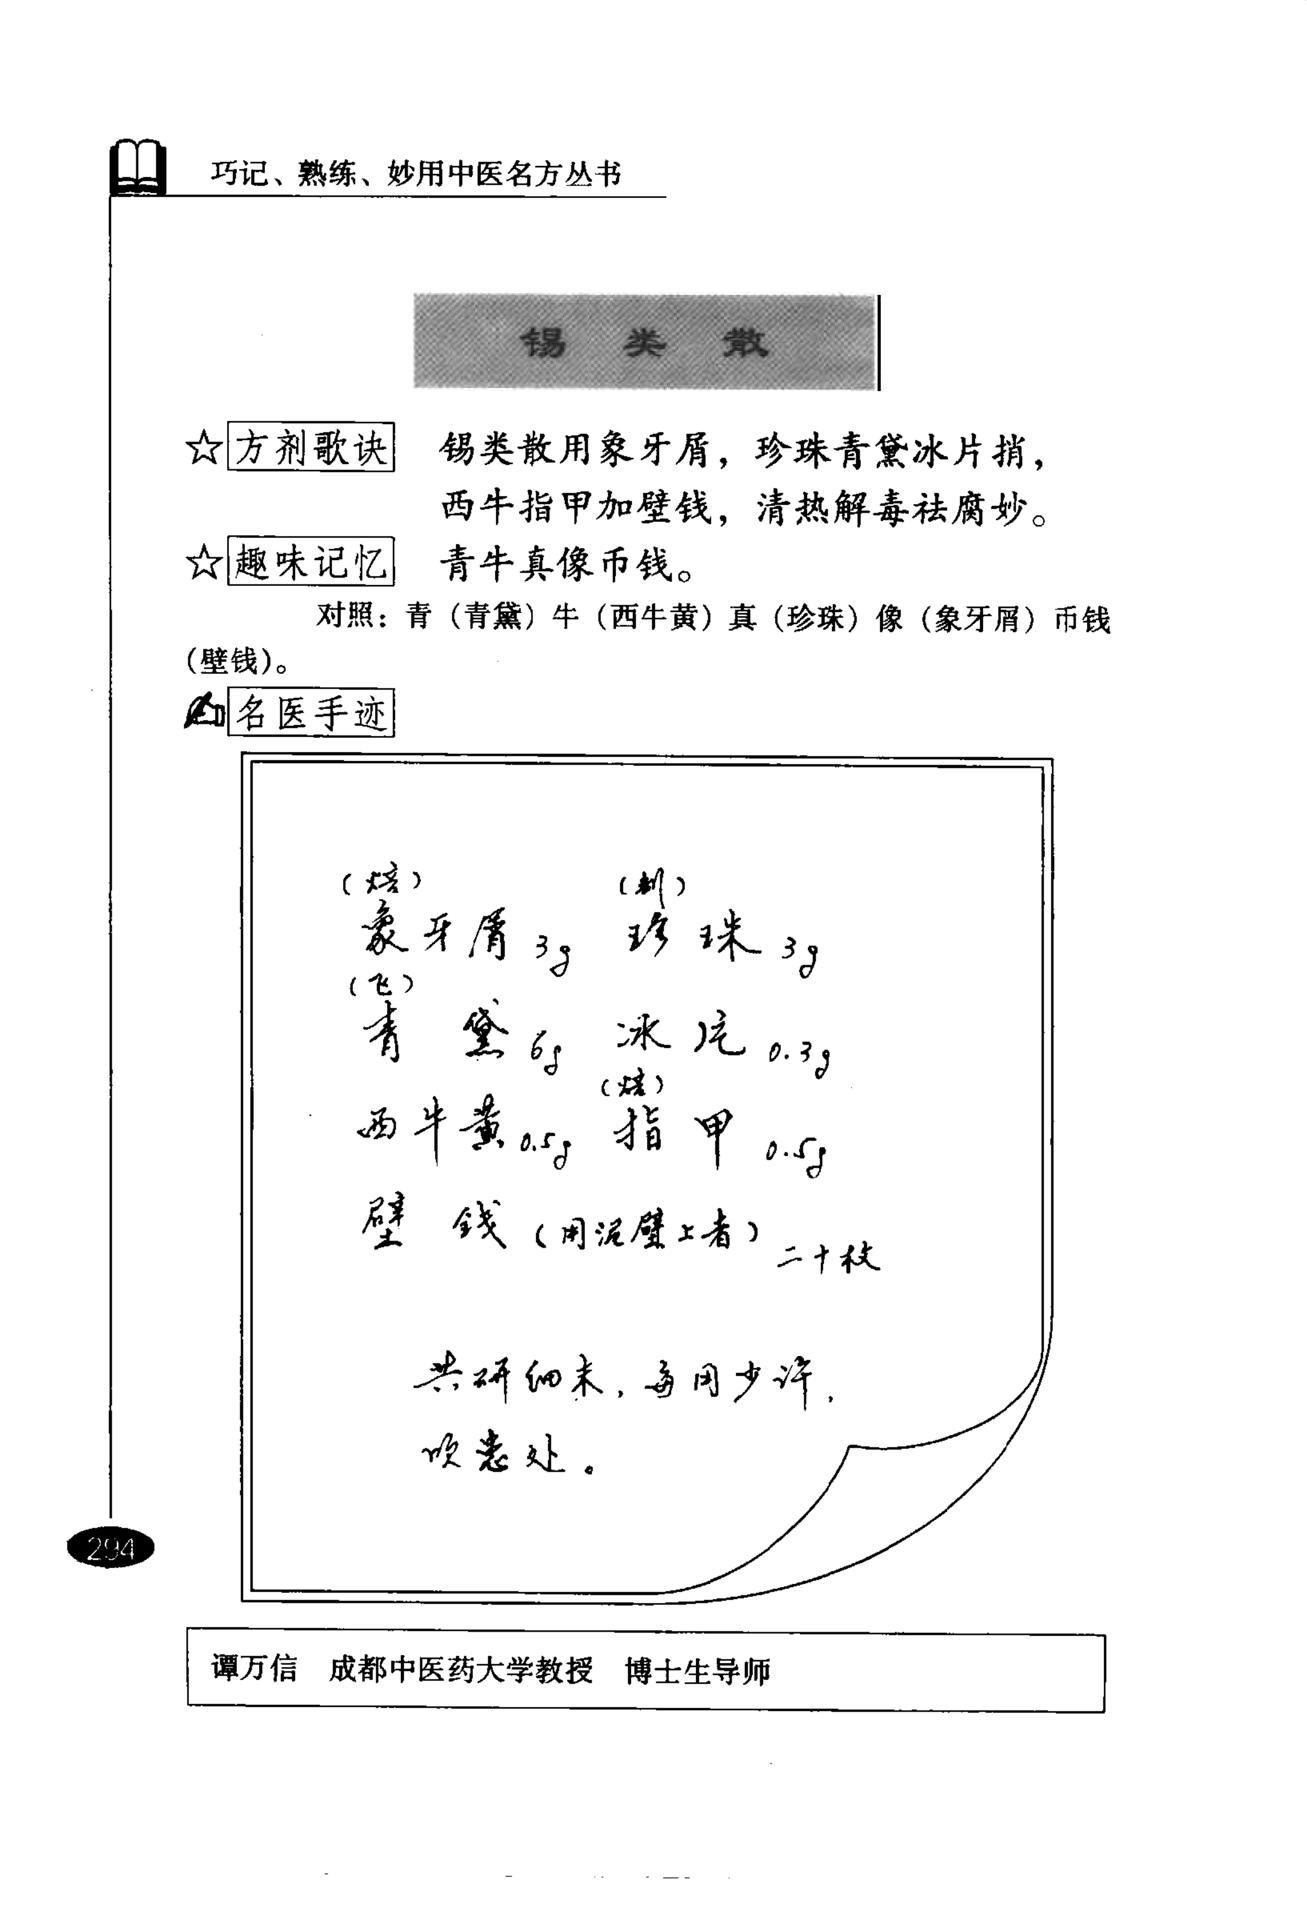 巧记、熟练、妙用中医名方丛书
锡类散
☆方剂歌诀 锡类散用象牙屑，珍珠青黛冰片捎，
西牛指甲加壁钱，清热解毒祛腐妙。
☆趣味记忆 青牛真像币钱。
对照：青（青黛）牛（西牛黄）真（珍珠）像（象牙屑）币钱
（壁钱）。
名医手迹
（焙） （制）
象牙屑3g 珍珠3g
（飞）
青黛6g 冰片0.3g
（焙）
西牛黄0.5g 指甲0.5g
壁钱（用泥壁上者）二十枚
共研细末，每用少许，
吹患处。
294
谭万信 成都中医药大学教授 博士生导师